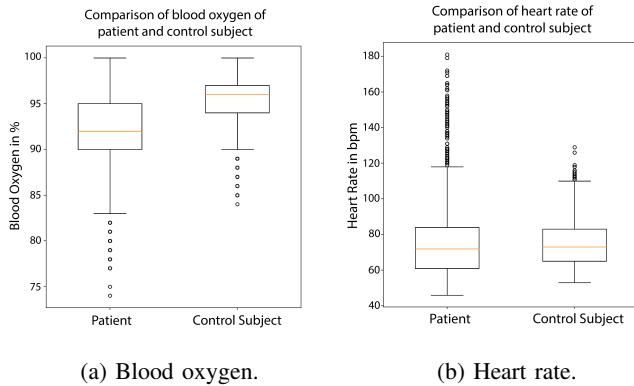 Comparison of blood oxygen of
patient and control subject
100
95
90
85
80
75
Blood Oxygen in %
Patient
Control Subject
(a) Blood oxygen.
Comparison of heart rate of
patient and control subject
180
160
140
120
100
80
60
40
Heart Rate in bpm
Patient
Control Subject
(b) Heart rate.